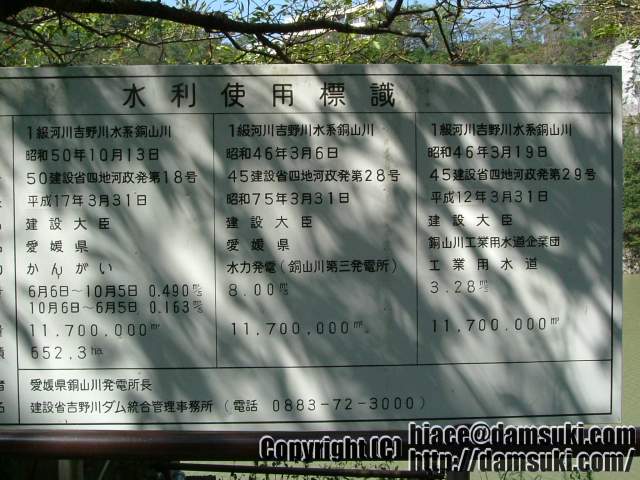 水利使用標識
1級河川吉野川水系銅山川
昭和50年10月13日
50建設省四地河政発第18号
平成17年3月31日
建設大臣
愛媛県
かんがい
6月6日〜10月5日 0.490㎥/s
10月6日〜6月5日 0.163㎥/s
11,700,000㎥
652.3ha
1級河川吉野川水系銅山川
昭和46年3月6日
45建設省四地河政発第28号
昭和75年3月31日
建設大臣
愛媛県
水力発電(銅山川第三発電所)
8.00㎥/s
11,700,000㎥
1級河川吉野川水系銅山川
昭和46年3月19日
45建設省四地河政発第29号
平成12年3月31日
建設大臣
銅山川工業用水道企業団
工業用水道
3.28㎥/s
11,700,000㎥
者 愛媛県銅山川発電所長
名 建設省吉野川ダム統合管理事務所 (電話 0883-72-3000)
Copyright(C) hiace@damsuki.com
http://damsuki.com/